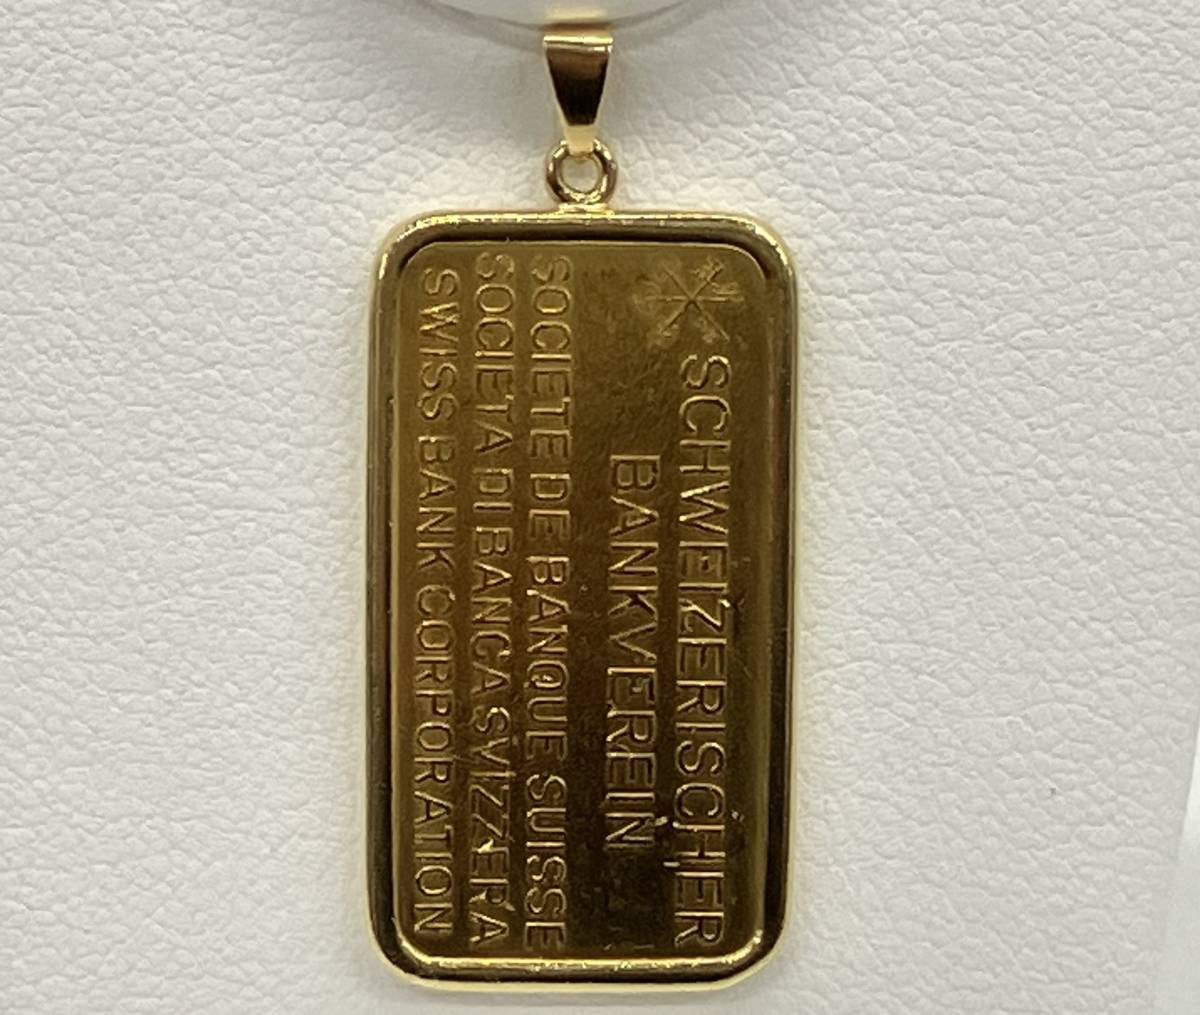 SCHWEIZERISCHER
BANKVEREIN
SOCIETE DE BANQUE SUISSE
SOCIETA DI BANCA SVIZZERA
SWISS BANK CORPORATION